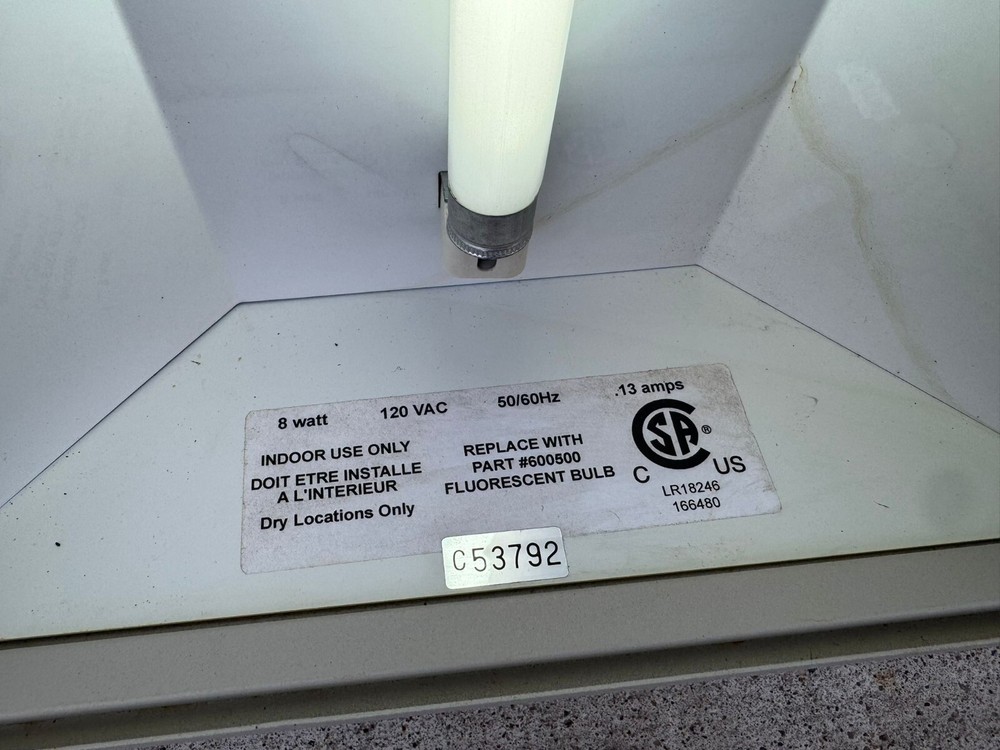 8 watt 120 VAC 50/60Hz .13 amps
INDOOR USE ONLY
DOIT ETRE INSTALLE
A L'INTERIEUR
Dry Locations Only
REPLACE WITH
PART #600500
FLUORESCENT BULB
CSA ®
C US
LR18246
166480
C53792